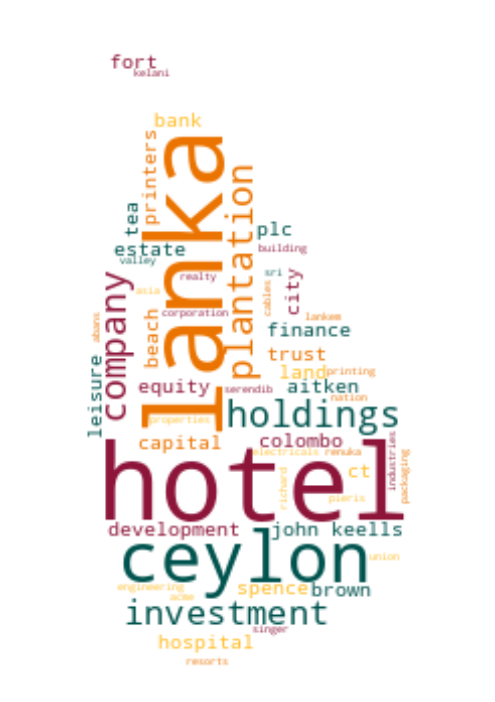 fort
kelani
bank
printers
lanka
plantation
tea
plc
estate
building
valley
sri
realty
city
asia
cables
company
corporation
lankem
abans
beach
finance
trust
leisure
land
printing
equity
serendib
aitken
nation
properties
holdings
capital
colombo
electricals
renuka
industries
packaging
hotel
richard
ct
pieris
development
john keells
ceylon
union
engineering
acme
spence
brown
investment
singer
hospital
resorts